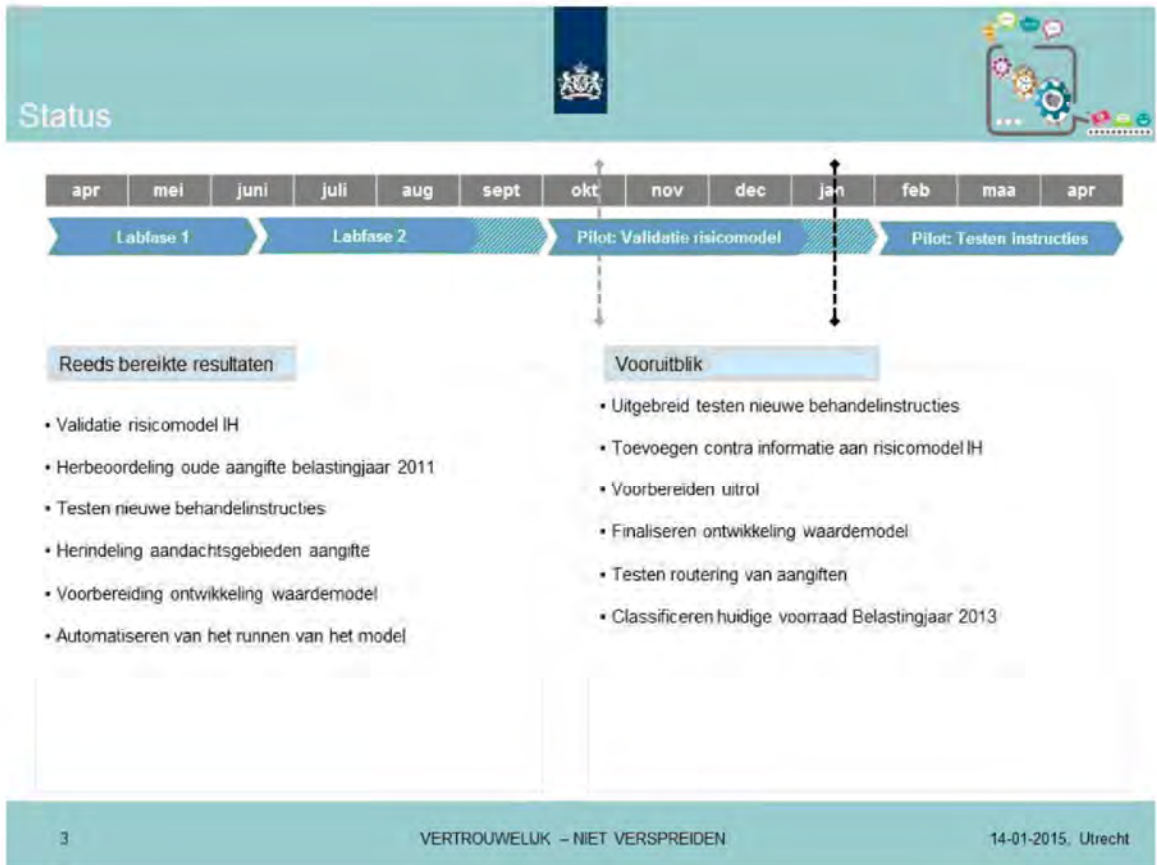 Status
apr mei juni juli aug sept okt nov dec jan feb maa apr
Labfase 1 Labfase 2 Pilot: Validatie risicomodel Pilot: Testen instructies
Reeds bereikte resultaten
• Validatie risicomodel IH
• Herbeoordeling oude aangifte belastingjaar 2011
• Testen nieuwe behandelinstructies
• Herindeling aandachtsgebieden aangifte
• Voorbereiding ontwikkeling waardemodel
• Automatiseren van het runnen van het model
Vooruitblik
• Uitgebreid testen nieuwe behandelinstructies
• Toevoegen contra informatie aan risicomodel IH
• Voorbereiden uitrol
• Finaliseren ontwikkeling waardemodel
• Testen routering van aangiften
• Classificeren huidige voorraad Belastingjaar 2013
3 VERTROUWELIJK – NIET VERSPREIDEN 14-01-2015, Utrecht